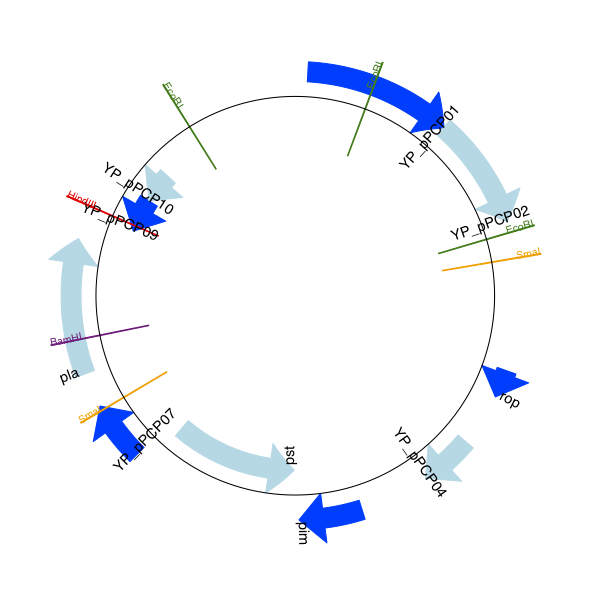 EcoRI
EcoRI
YP_pPCP01
YP_pPCP10
HindIII
YP_pPCP09
YP_pPCP02
EcoRI
SmaI
BamHI
pla
rop
SmaI
YP_pPCP07
YP_pPCP04
pst
pim